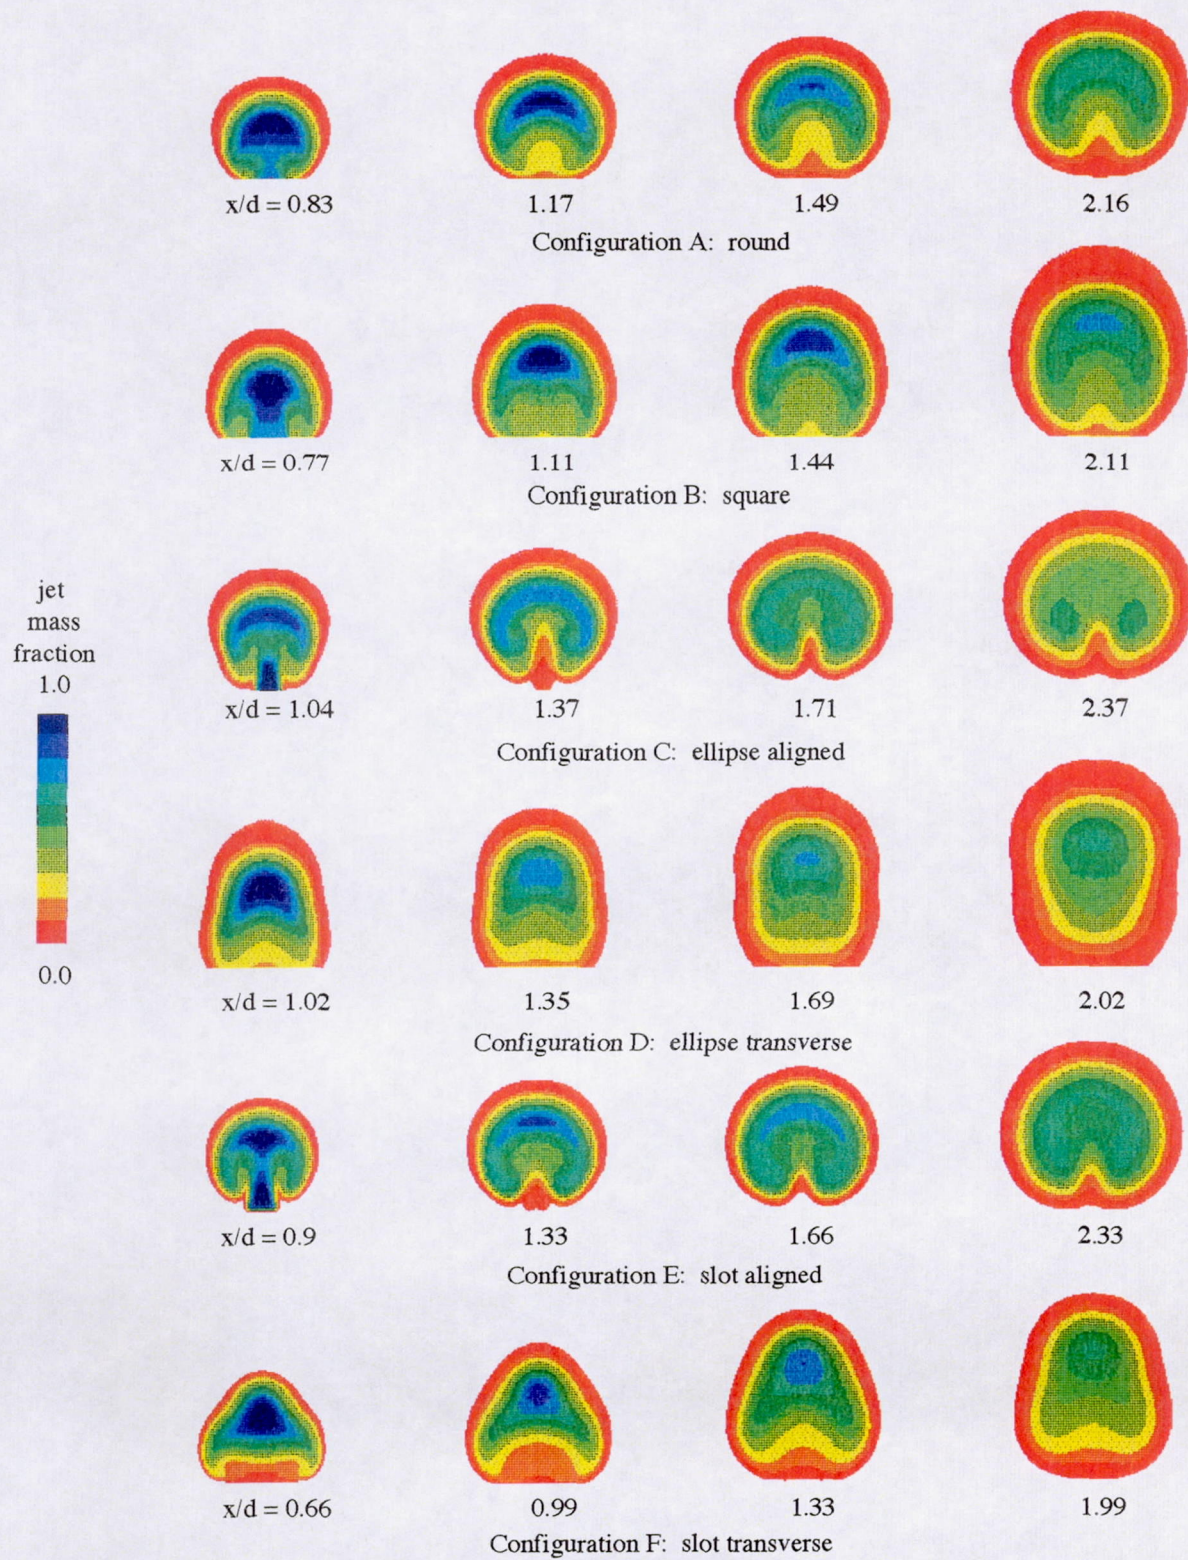 x/d = 0.83 1.17 1.49 2.16
Configuration A: round
x/d = 0.77 1.11 1.44 2.11
Configuration B: square
jet
mass
fraction
1.0
0.0
x/d = 1.04 1.37 1.71 2.37
Configuration C: ellipse aligned
x/d = 1.02 1.35 1.69 2.02
Configuration D: ellipse transverse
x/d = 0.9 1.33 1.66 2.33
Configuration E: slot aligned
x/d = 0.66 0.99 1.33 1.99
Configuration F: slot transverse